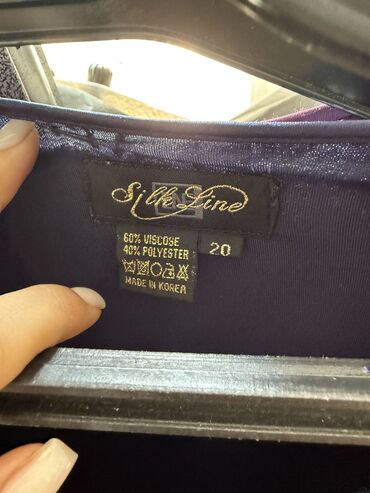 Silk Line
60% VISCOSE
40% POLYESTER
20
MADE IN KOREA